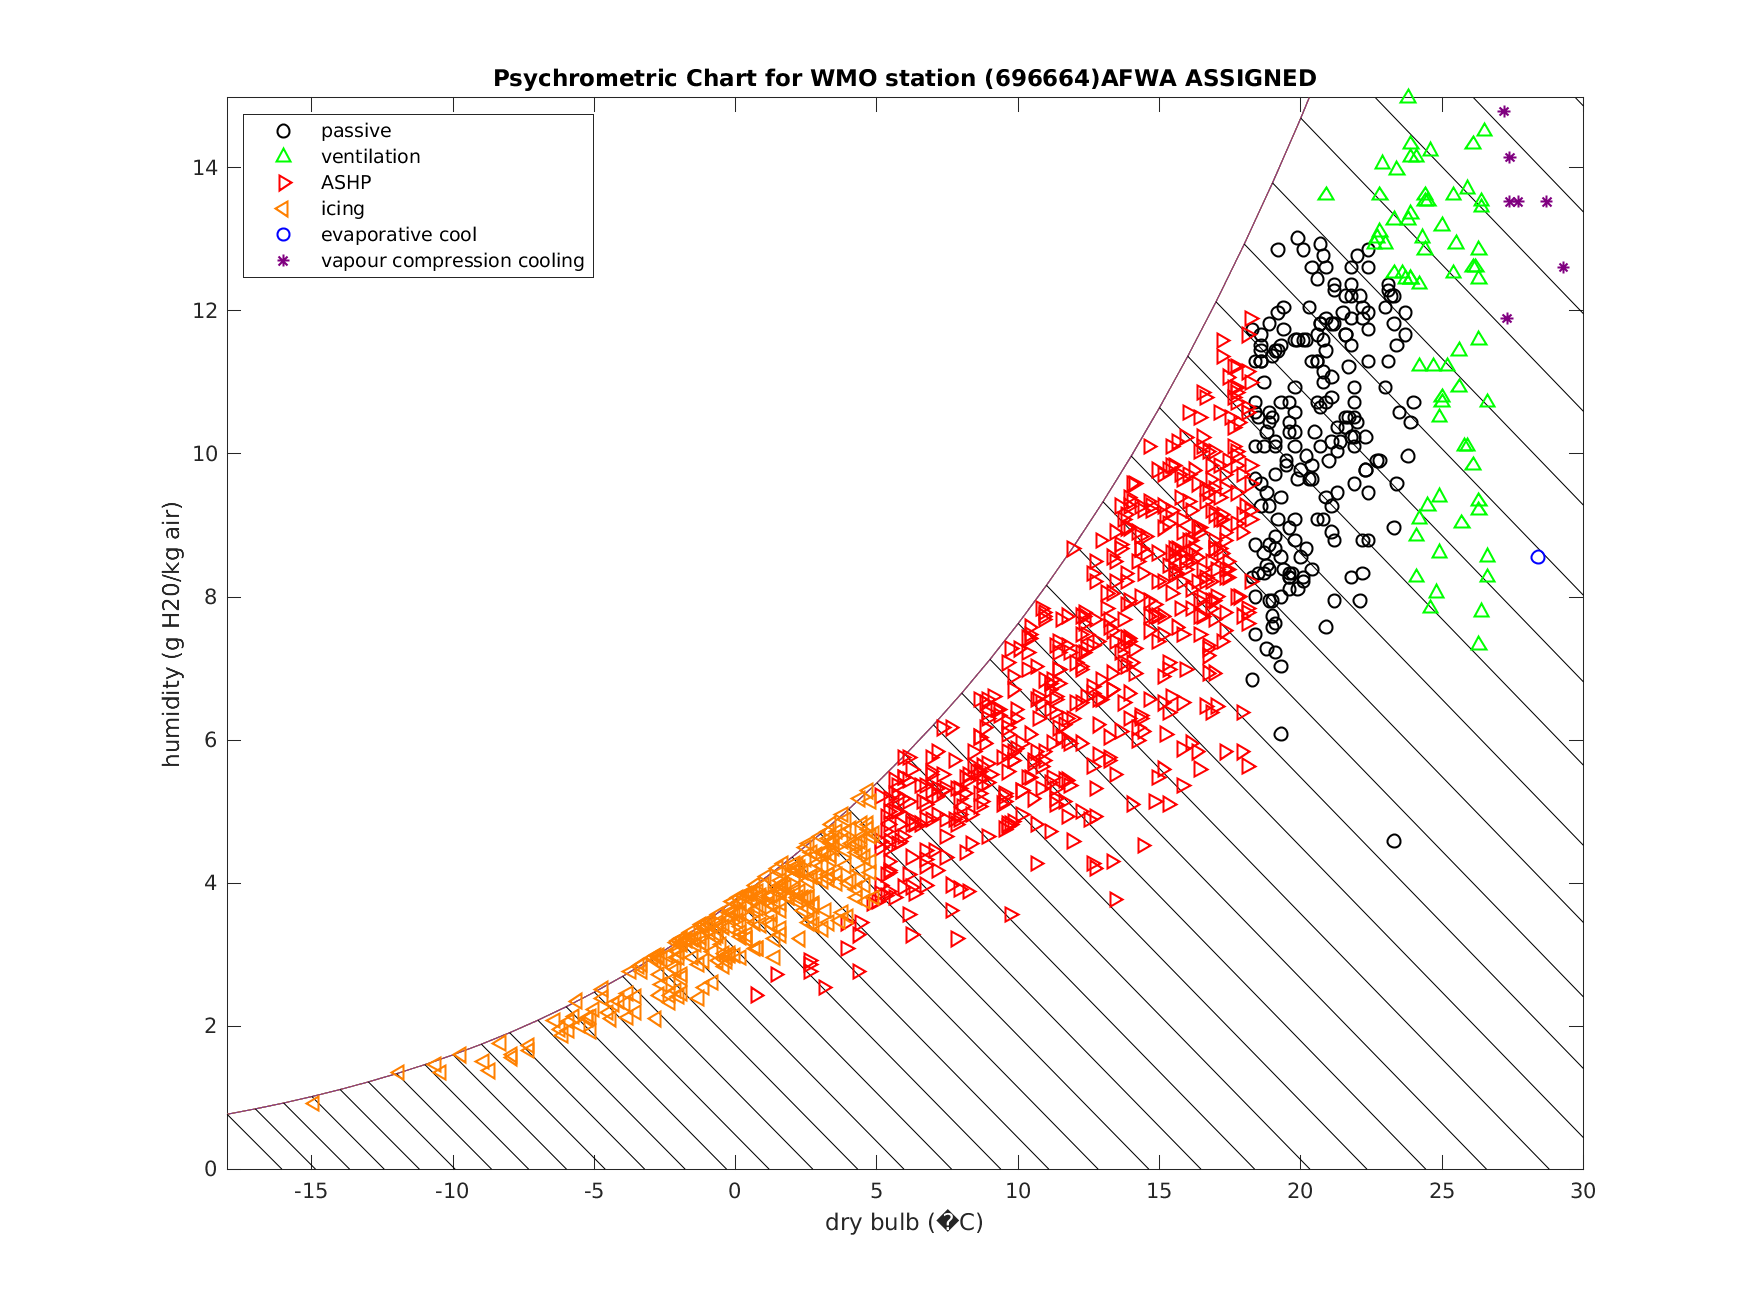 Psychrometric Chart for WMO station (696664)AFWA ASSIGNED
passive
ventilation
ASHP
icing
evaporative cool
vapour compression cooling
humidity (g H20/kg air)
14
12
10
8
6
4
2
0
-15 -10 -5 0 5 10 15 20 25 30
dry bulb (�C)